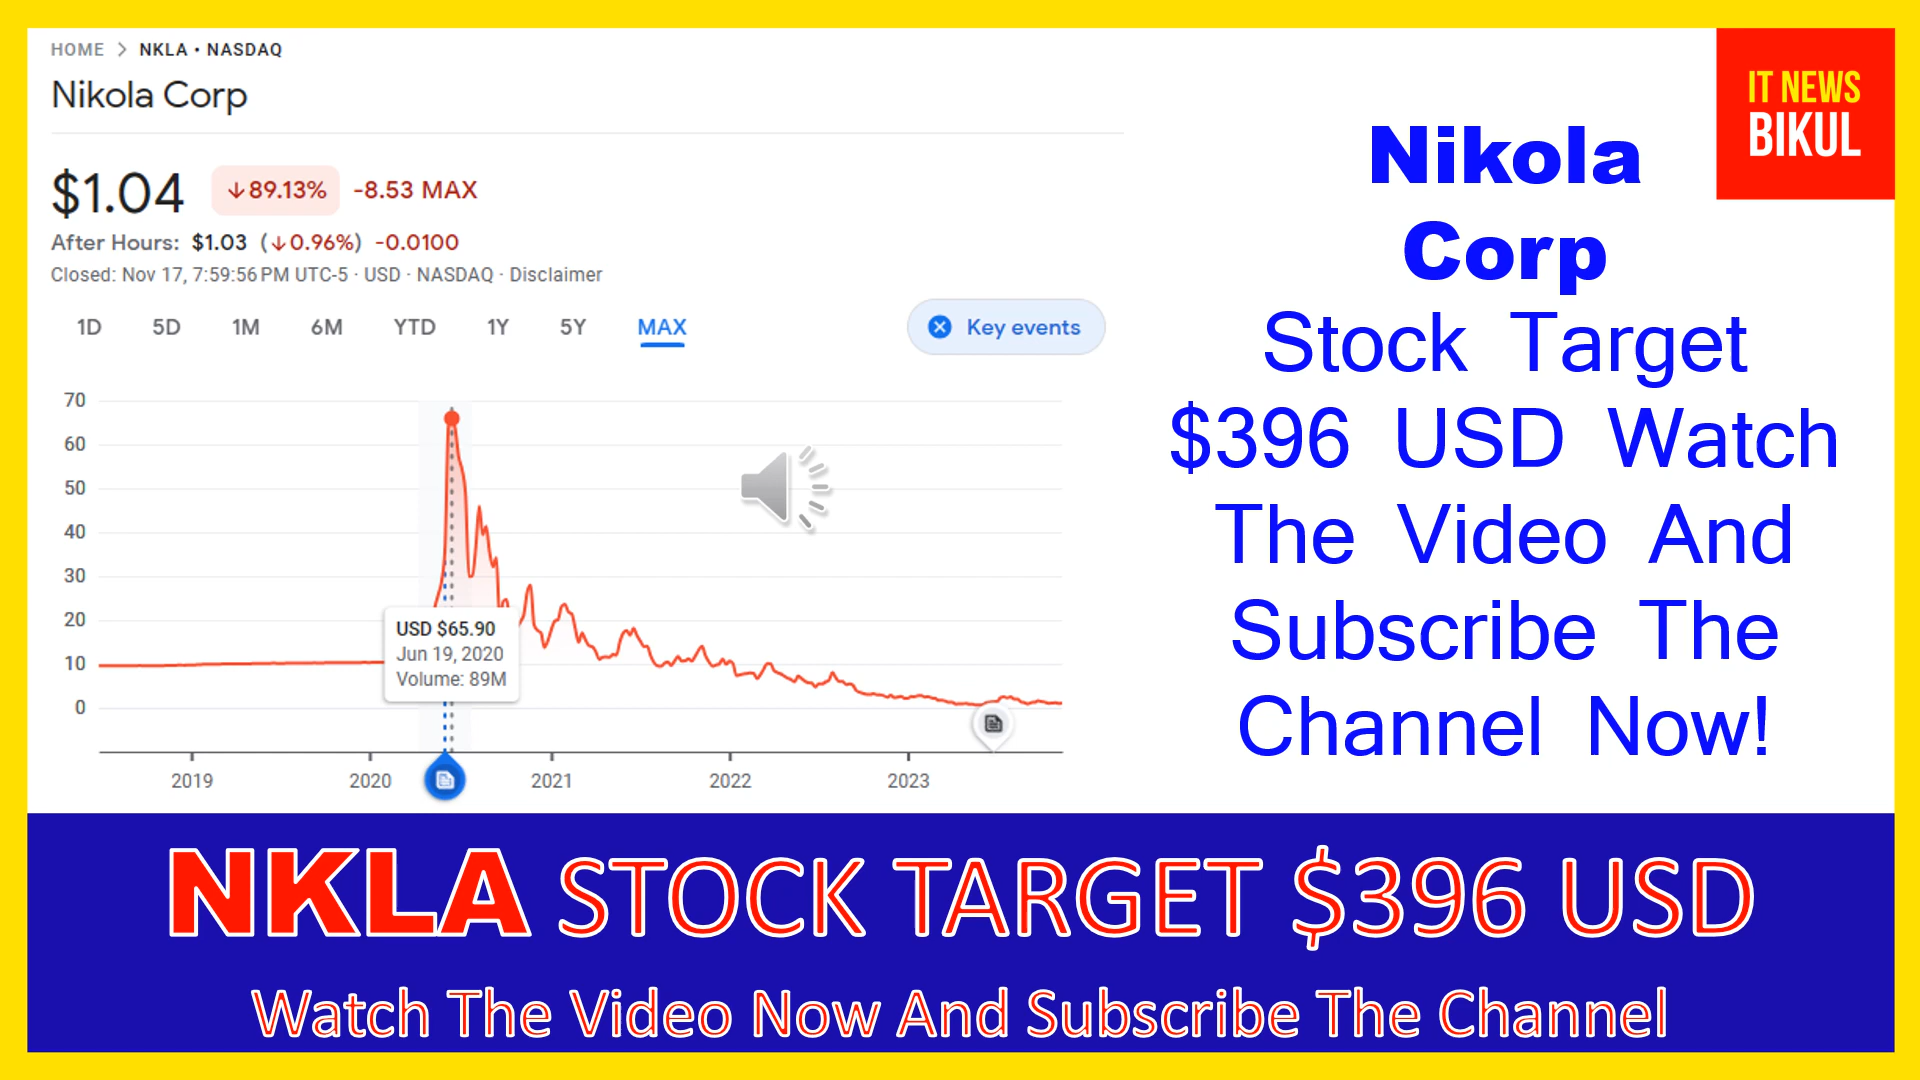 HOME > NKLA • NASDAQ
Nikola Corp
$1.04 ↓89.13% -8.53 MAX
After Hours: $1.03 (↓0.96%) -0.0100
Closed: Nov 17, 7:59:56 PM UTC-5 · USD · NASDAQ · Disclaimer
1D 5D 1M 6M YTD 1Y 5Y MAX
Key events
70
60
50
40
30
20
10
0
USD $65.90
Jun 19, 2020
Volume: 89M
2019 2020 2021 2022 2023
IT NEWS
BIKUL
Nikola
Corp
Stock Target
$396 USD Watch
The Video And
Subscribe The
Channel Now!
NKLA STOCK TARGET $396 USD
Watch The Video Now And Subscribe The Channel